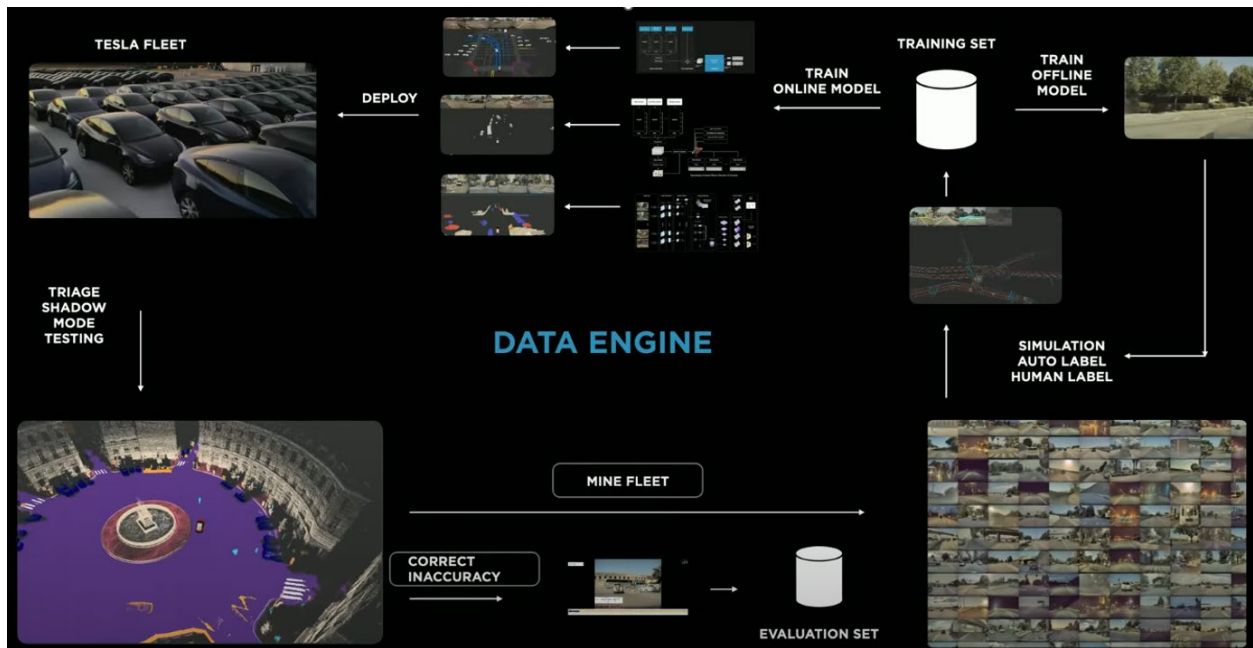 TESLA FLEET
DEPLOY
TRAIN
ONLINE MODEL
TRAINING SET
TRAIN
OFFLINE
MODEL
TRIAGE
SHADOW
MODE
TESTING
DATA ENGINE
SIMULATION
AUTO LABEL
HUMAN LABEL
MINE FLEET
CORRECT
INACCURACY
EVALUATION SET